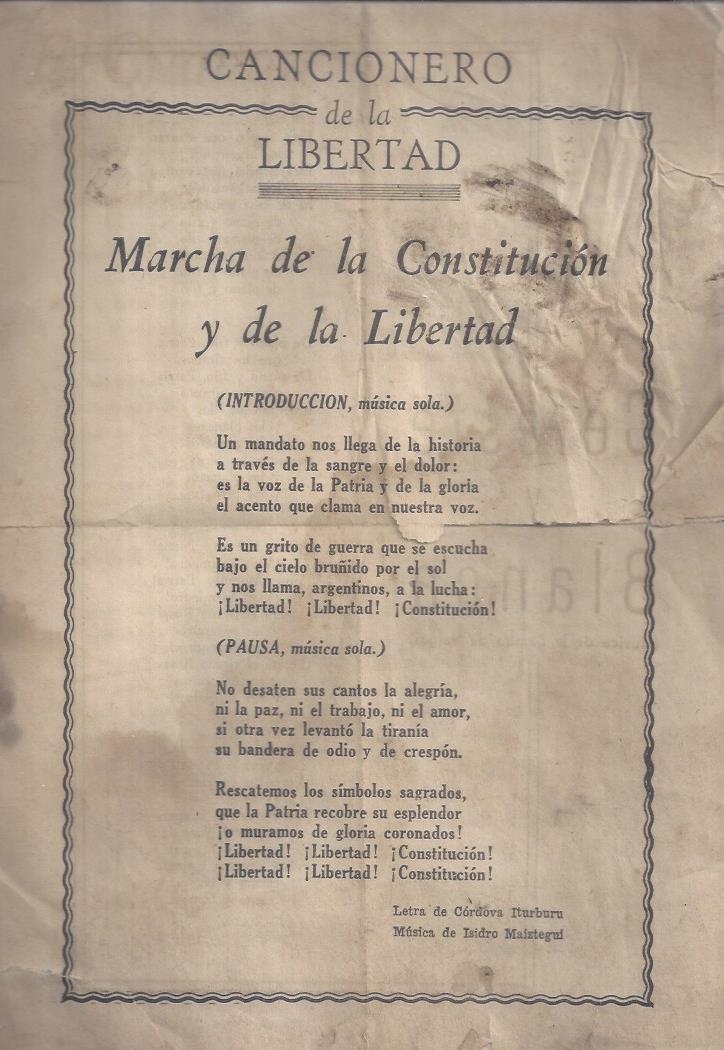 CANCIONERO
de la
LIBERTAD
Marcha de la Constitución
y de la Libertad
(INTRODUCCION, música sola.)
Un mandato nos llega de la historia
a través de la sangre y el dolor:
es la voz de la Patria y de la gloria
el acento que clama en nuestra voz.
Es un grito de guerra que se escucha
bajo el cielo bruñido por el sol
y nos llama, argentinos, a la lucha:
¡Libertad! ¡Libertad! ¡Constitución!
(PAUSA, música sola.)
No desaten sus cantos la alegría,
ni la paz, ni el trabajo, ni el amor,
si otra vez levantó la tiranía
su bandera de odio y de crespón.
Rescatemos los símbolos sagrados,
que la Patria recobre su esplendor
¡o muramos de gloria coronados!
¡Libertad! ¡Libertad! ¡Constitución!
¡Libertad! ¡Libertad! ¡Constitución!
Letra de Córdova Iturburu
Música de Isidro Maiztegui